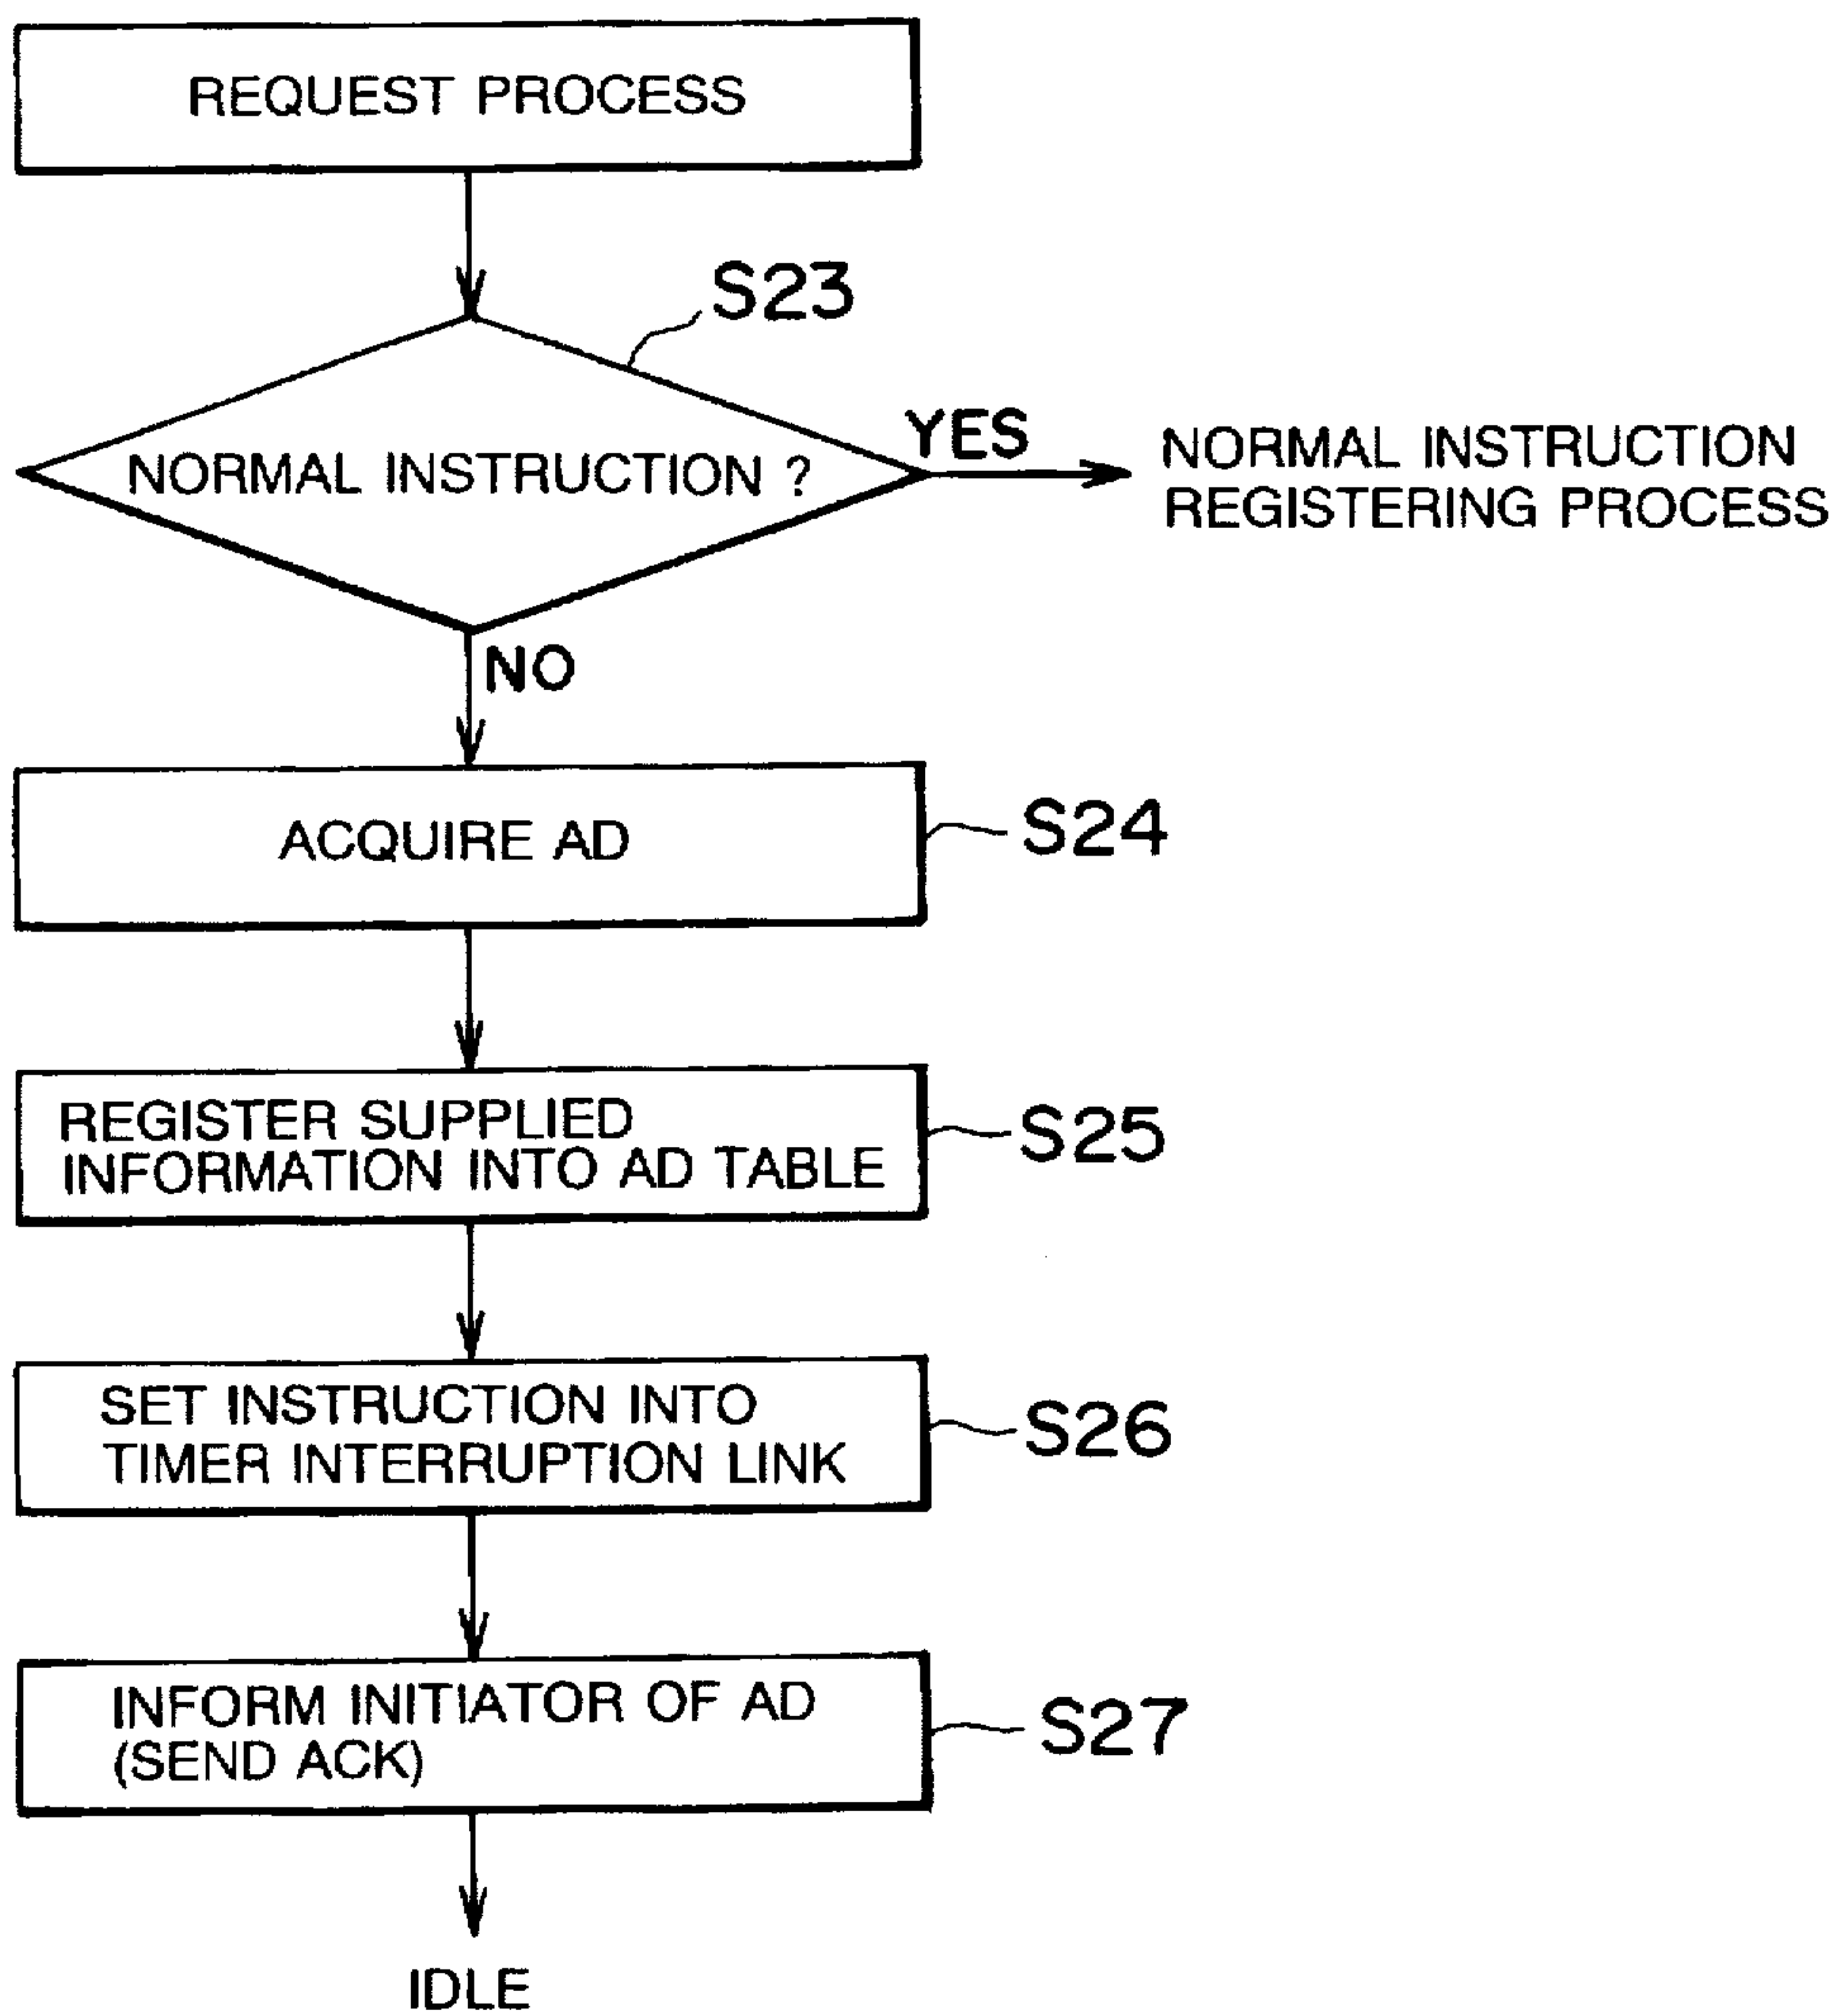 REQUEST PROCESS
S23
NORMAL INSTRUCTION ?
YES
NORMAL INSTRUCTION
REGISTERING PROCESS
NO
ACQUIRE AD
S24
REGISTER SUPPLIED
INFORMATION INTO AD TABLE
S25
SET INSTRUCTION INTO
TIMER INTERRUPTION LINK
S26
INFORM INITIATOR OF AD
(SEND ACK)
S27
IDLE